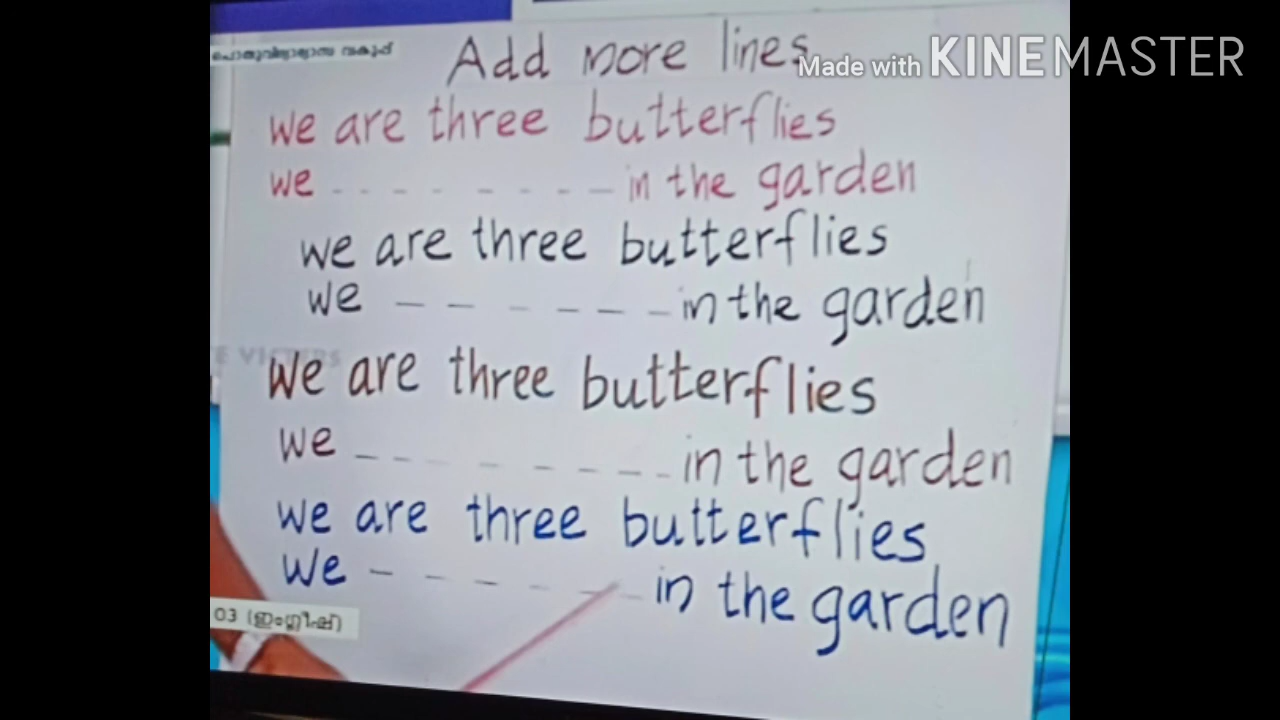 പൊതുവിദ്യാഭ്യാസ വകുപ്പ്
Add more lines
Made with KINEMASTER
we are three butterflies
we - - - - - - - - in the garden
we are three butterflies
we - - - - - - in the garden
E VICTERS
We are three butterflies
we - - - - - - - - in the garden
we are three butterflies
We - - - - - - in the garden
03 (ഇംഗ്ലീഷ്)